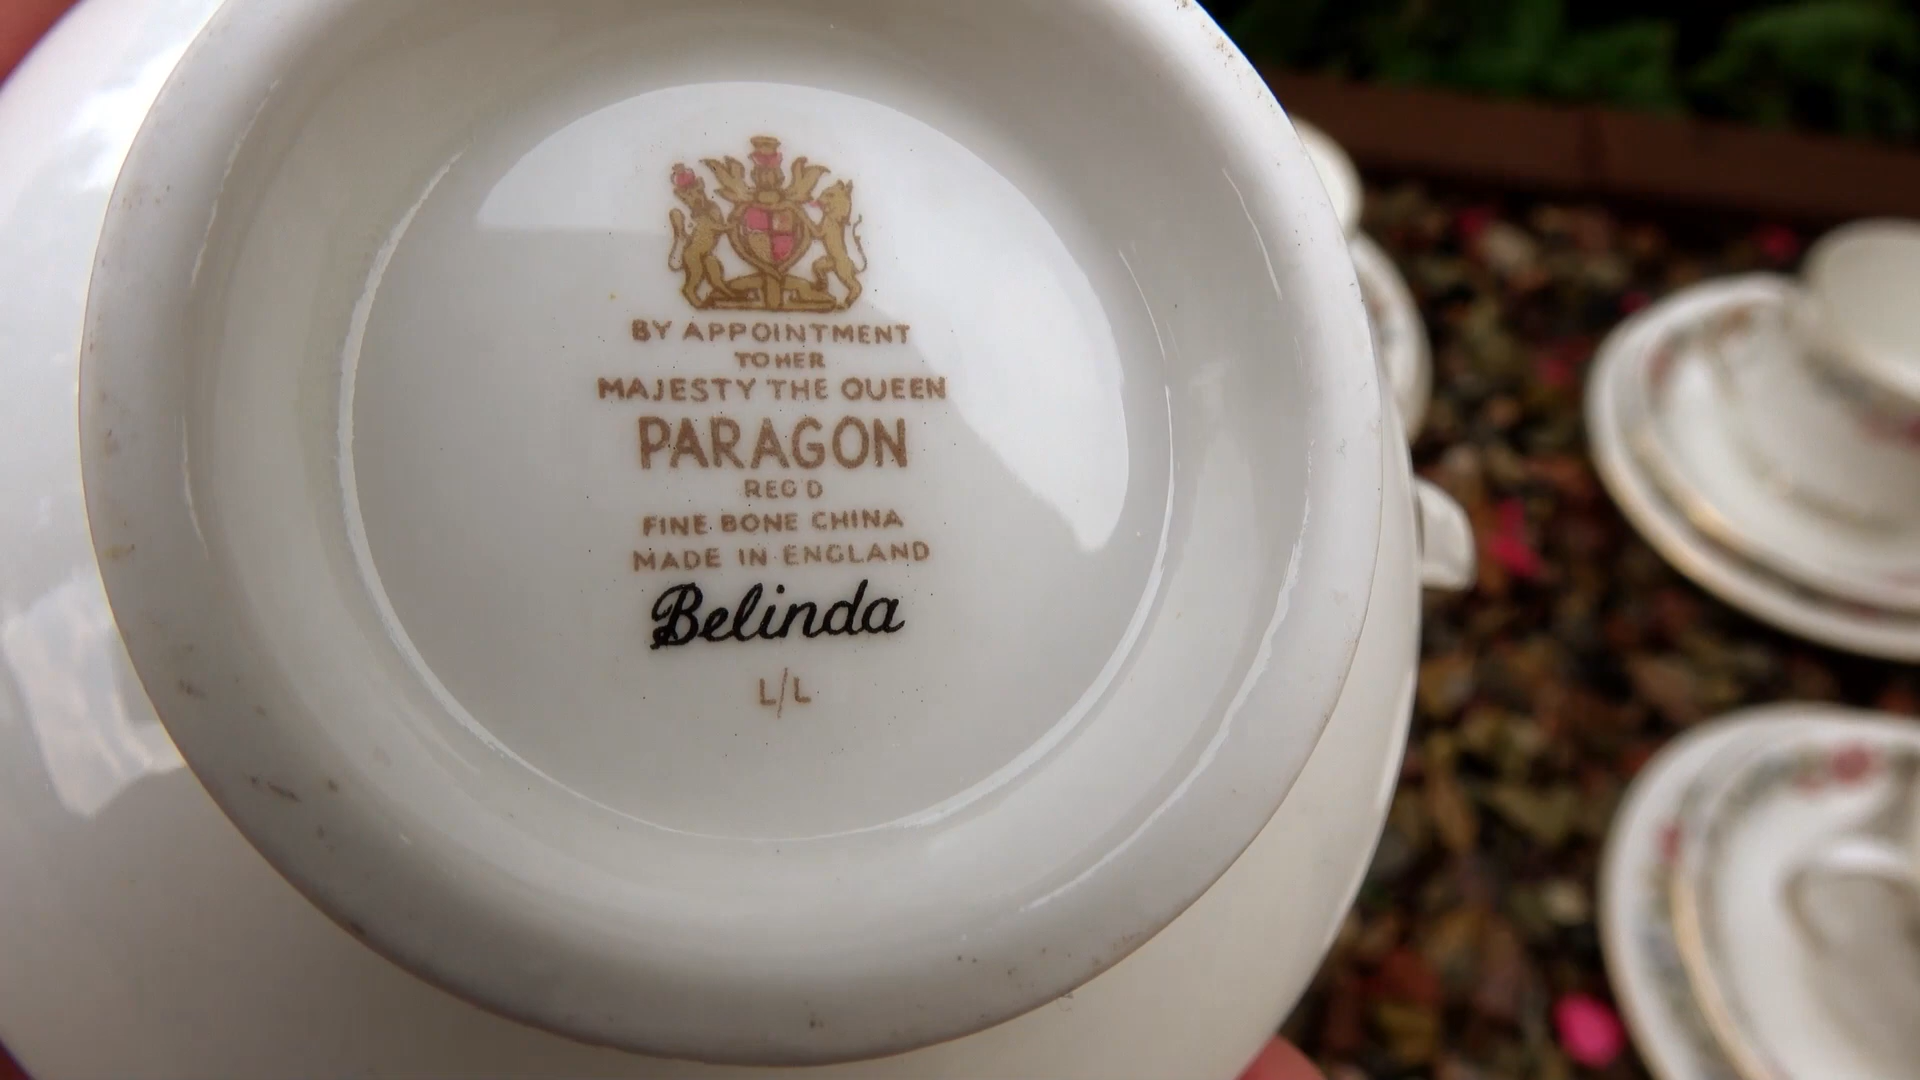 BY APPOINTMENT
TO HER
MAJESTY THE QUEEN
PARAGON
REG'D
FINE BONE CHINA
MADE IN ENGLAND
Belinda
L/L